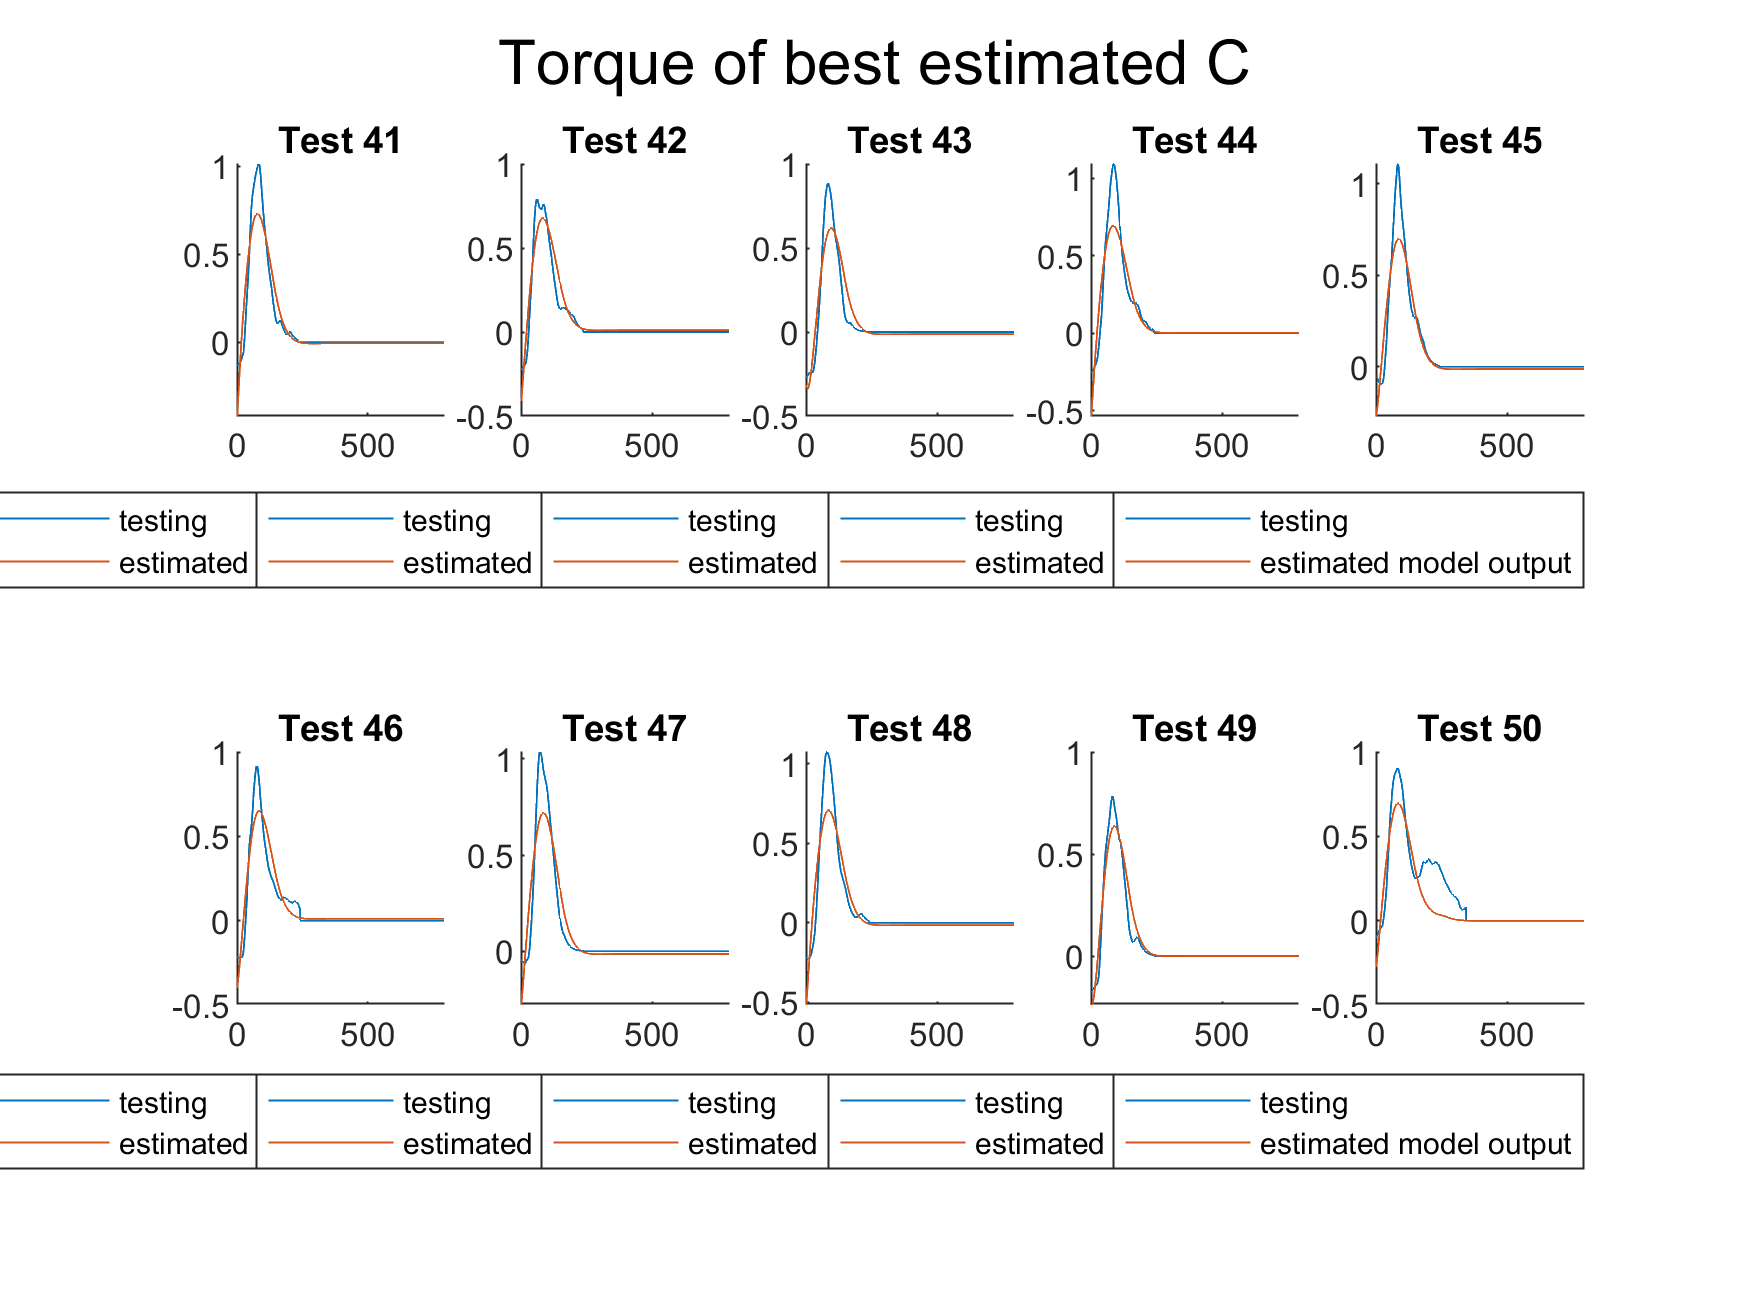 Torque of best estimated C
Test 41 Test 42 Test 43 Test 44 Test 45
1 1 1 1 1
0.5 0.5 0.5 0.5 0.5
0 0 0 0 0
-0.5 -0.5 -0.5
0 500 0 500 0 500 0 500 0 500
testing testing testing testing testing
estimated estimated estimated estimated estimated model output
Test 46 Test 47 Test 48 Test 49 Test 50
1 1 1 1 1
0.5 0.5 0.5 0.5 0.5
0 0 0 0 0
-0.5 -0.5 -0.5
0 500 0 500 0 500 0 500 0 500
testing testing testing testing testing
estimated estimated estimated estimated estimated model output